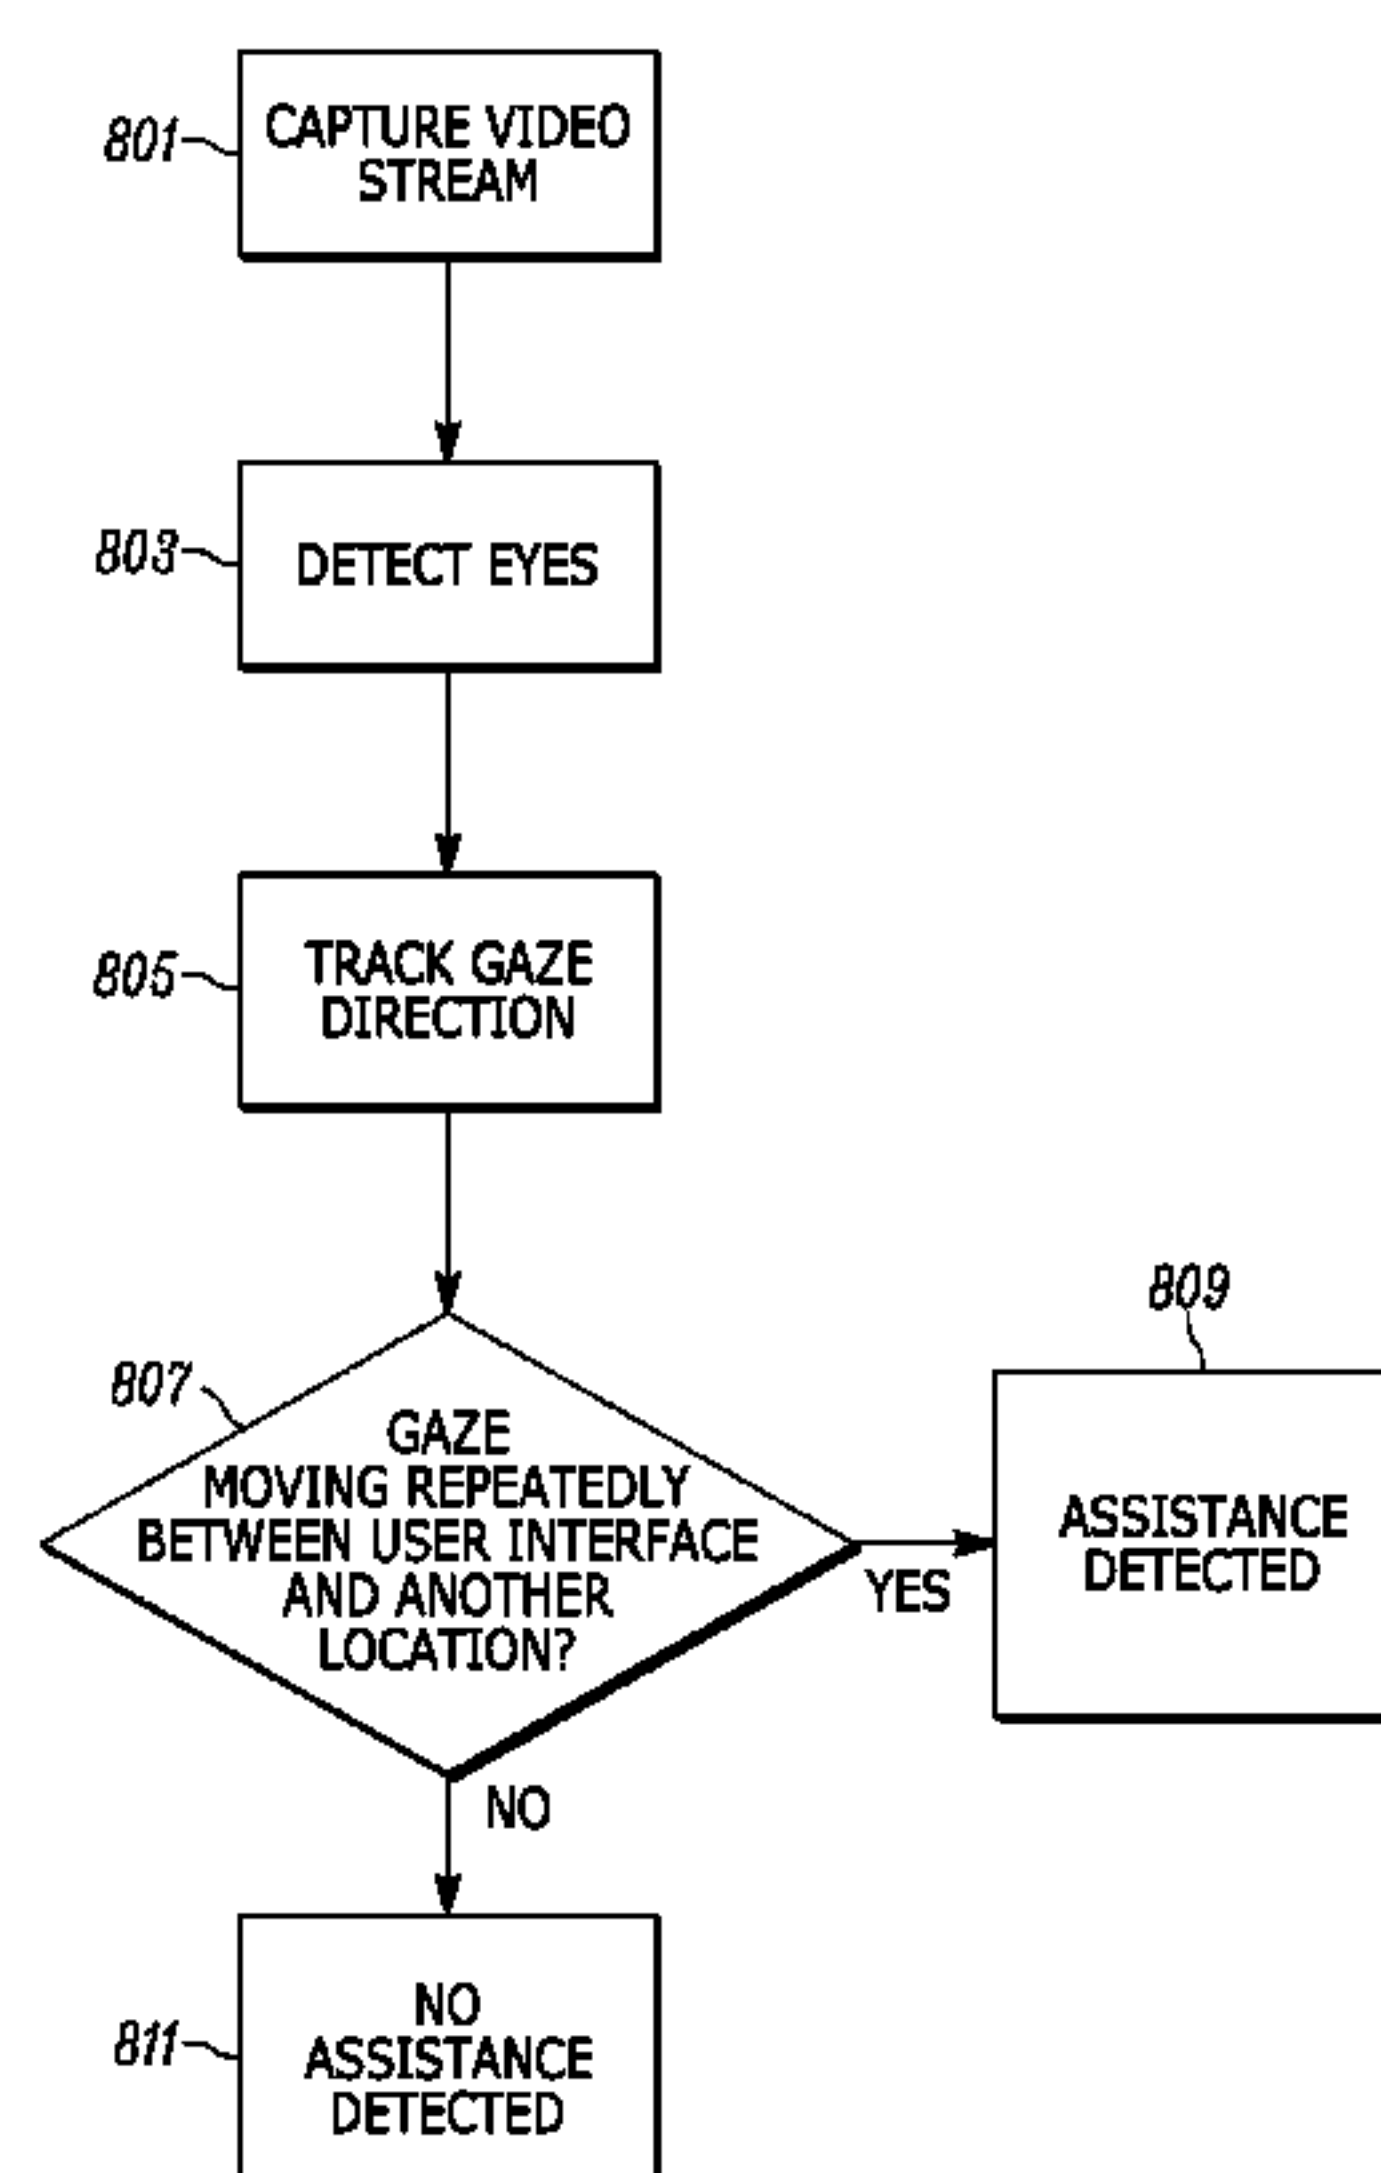 801
CAPTURE VIDEO
STREAM
803
DETECT EYES
805
TRACK GAZE
DIRECTION
807
GAZE
MOVING REPEATEDLY
BETWEEN USER INTERFACE
AND ANOTHER
LOCATION?
YES
809
ASSISTANCE
DETECTED
NO
811
NO
ASSISTANCE
DETECTED